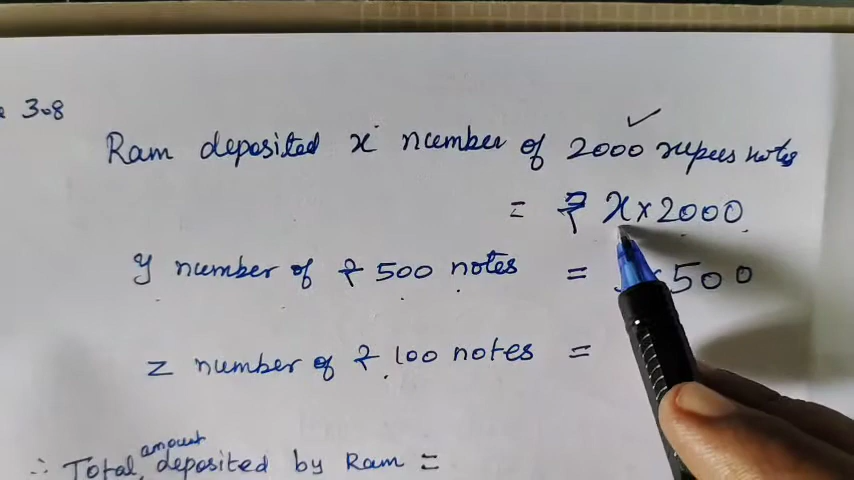 3.8
Ram deposited x number of 2000 rupees notes
= ₹ x × 2000
y number of ₹ 500 notes = 500
z number of ₹ 100 notes =
∴ Total amount deposited by Ram =